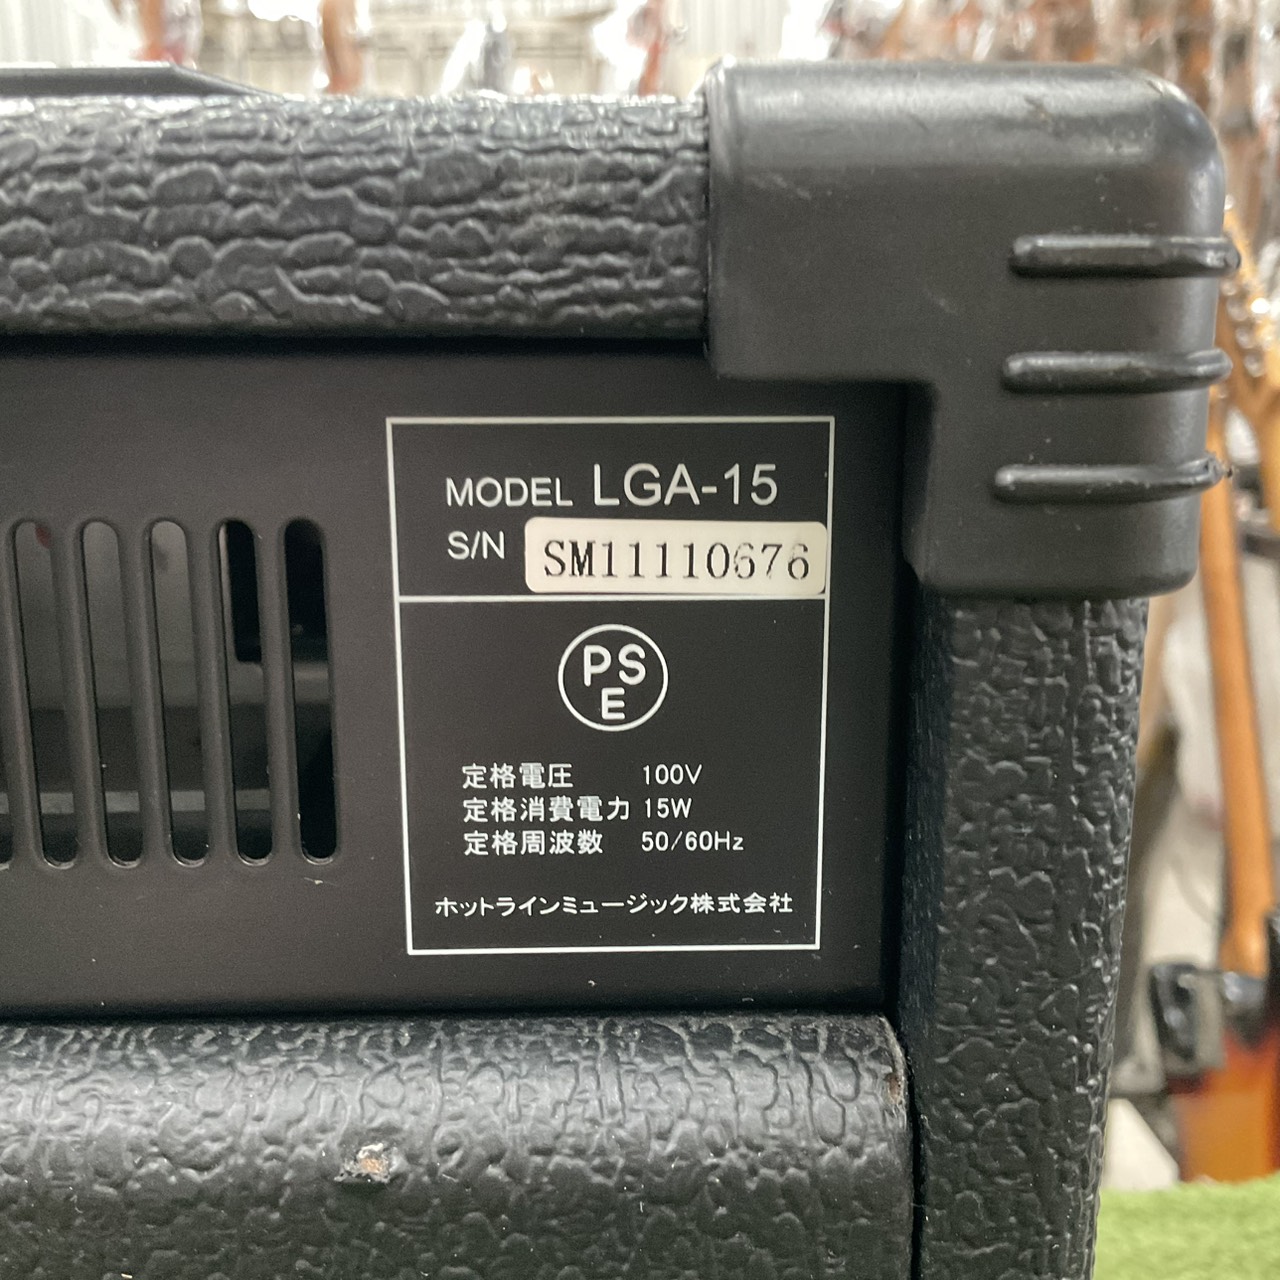 MODEL LGA-15
S/N SM11110676
PS
E
定格電圧 100V
定格消費電力 15W
定格周波数 50/60Hz
ホットラインミュージック株式会社